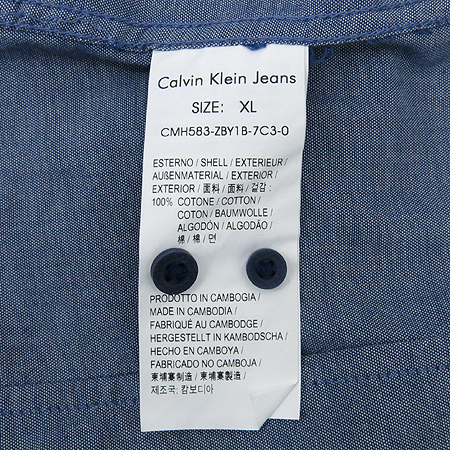 Calvin Klein Jeans
SIZE: XL
CMH583-ZBY1B-7C3-0
ESTERNO / SHELL / EXTERIEUR /
AUßENMATERIAL / EXTERIOR /
EXTERIOR / 面料 / 面料 / 겉감 :
100% COTONE / COTTON /
COTON / BAUMWOLLE /
ALGODÓN / ALGODÃO /
棉 / 棉 / 면
PRODOTTO IN CAMBOGIA /
MADE IN CAMBODIA /
FABRIQUÉ AU CAMBODGE /
HERGESTELLT IN KAMBODSCHA /
HECHO EN CAMBOYA /
FABRICADO NO CAMBOJA /
柬埔寨制造 / 柬埔寨製造 /
제조국: 캄보디아